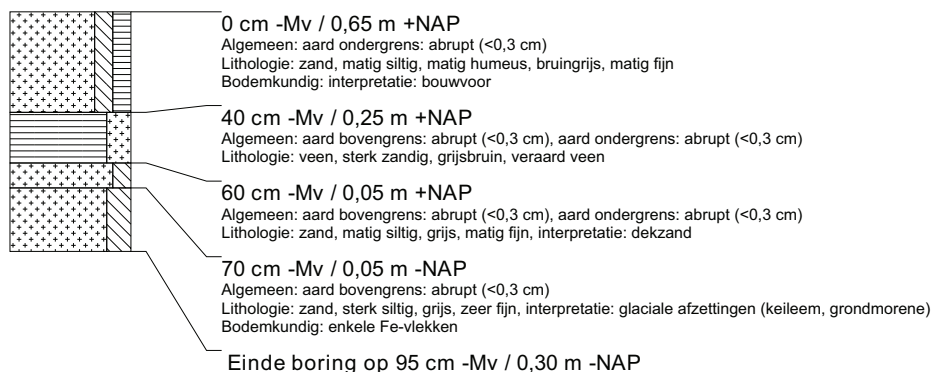 0 cm -Mv / 0,65 m +NAP
Algemeen: aard ondergrens: abrupt (<0,3 cm)
Lithologie: zand, matig siltig, matig humeus, bruingrijs, matig fijn
Bodemkundig: interpretatie: bouwvoor
40 cm -Mv / 0,25 m +NAP
Algemeen: aard bovengrens: abrupt (<0,3 cm), aard ondergrens: abrupt (<0,3 cm)
Lithologie: veen, sterk zandig, grijsbruin, veraard veen
60 cm -Mv / 0,05 m +NAP
Algemeen: aard bovengrens: abrupt (<0,3 cm), aard ondergrens: abrupt (<0,3 cm)
Lithologie: zand, matig siltig, grijs, matig fijn, interpretatie: dekzand
70 cm -Mv / 0,05 m -NAP
Algemeen: aard bovengrens: abrupt (<0,3 cm)
Lithologie: zand, sterk siltig, grijs, zeer fijn, interpretatie: glaciale afzettingen (keileem, grondmorene)
Bodemkundig: enkele Fe-vlekken
Einde boring op 95 cm -Mv / 0,30 m -NAP